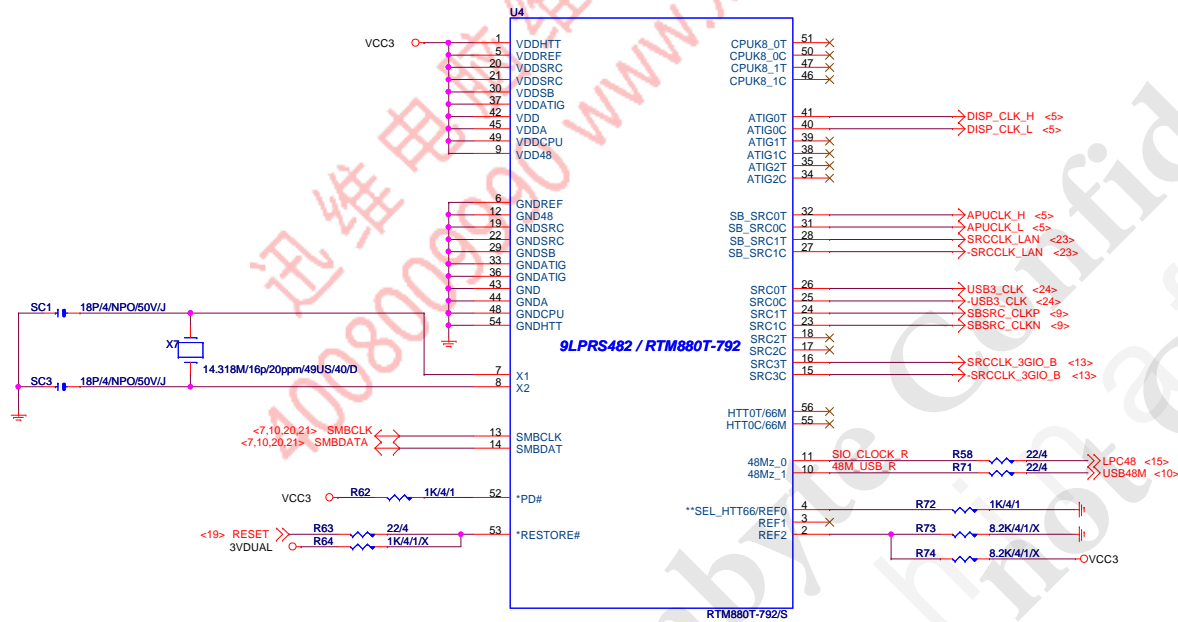 U4
VCC3
1 VDDHTT
5 VDDREF
20 VDDSRC
21 VDDSRC
30 VDDSB
37 VDDATIG
42 VDD
45 VDDA
49 VDDCPU
9 VDD48
6 GNDREF
12 GND48
19 GNDSRC
22 GNDSRC
29 GNDSB
33 GNDATIG
36 GNDATIG
43 GND
44 GNDA
48 GNDCPU
54 GNDHTT
SC1 18P/4/NPO/50V/J
X7
14.318M/16p/20ppm/49US/40/D
SC3 18P/4/NPO/50V/J
7 X1
8 X2
<7,10,20,21> SMBCLK 13 SMBCLK
<7,10,20,21> SMBDATA 14 SMBDAT
VCC3 R62 1K/4/1 52 *PD#
<19> RESET R63 22/4 53 *RESTORE#
3VDUAL R64 1K/4/1/X
9LPRS482 / RTM880T-792
CPUK8_0T 51
CPUK8_0C 50
CPUK8_1T 47
CPUK8_1C 46
ATIG0T 41 DISP_CLK_H <5>
ATIG0C 40 DISP_CLK_L <5>
ATIG1T 39
ATIG1C 38
ATIG2T 35
ATIG2C 34
SB_SRC0T 32 APUCLK_H <5>
SB_SRC0C 31 APUCLK_L <5>
SB_SRC1T 28 SRCCLK_LAN <23>
SB_SRC1C 27 -SRCCLK_LAN <23>
SRC0T 26 USB3_CLK <24>
SRC0C 25 -USB3_CLK <24>
SRC1T 24 SBSRC_CLKP <9>
SRC1C 23 SBSRC_CLKN <9>
SRC2T 18
SRC2C 17
SRC3T 16 SRCCLK_3GIO_B <13>
SRC3C 15 -SRCCLK_3GIO_B <13>
HTT0T/66M 56
HTT0C/66M 55
48Mz_0 11 SIO_CLOCK_R R58 22/4 LPC48 <15>
48Mz_1 10 48M_USB_R R71 22/4 USB48M <10>
**SEL_HTT66/REF0 4 R72 1K/4/1
REF1 3
REF2 2 R73 8.2K/4/1/X
R74 8.2K/4/1/X VCC3
RTM880T-792/S
迅维电脑维
4008009990 www.x